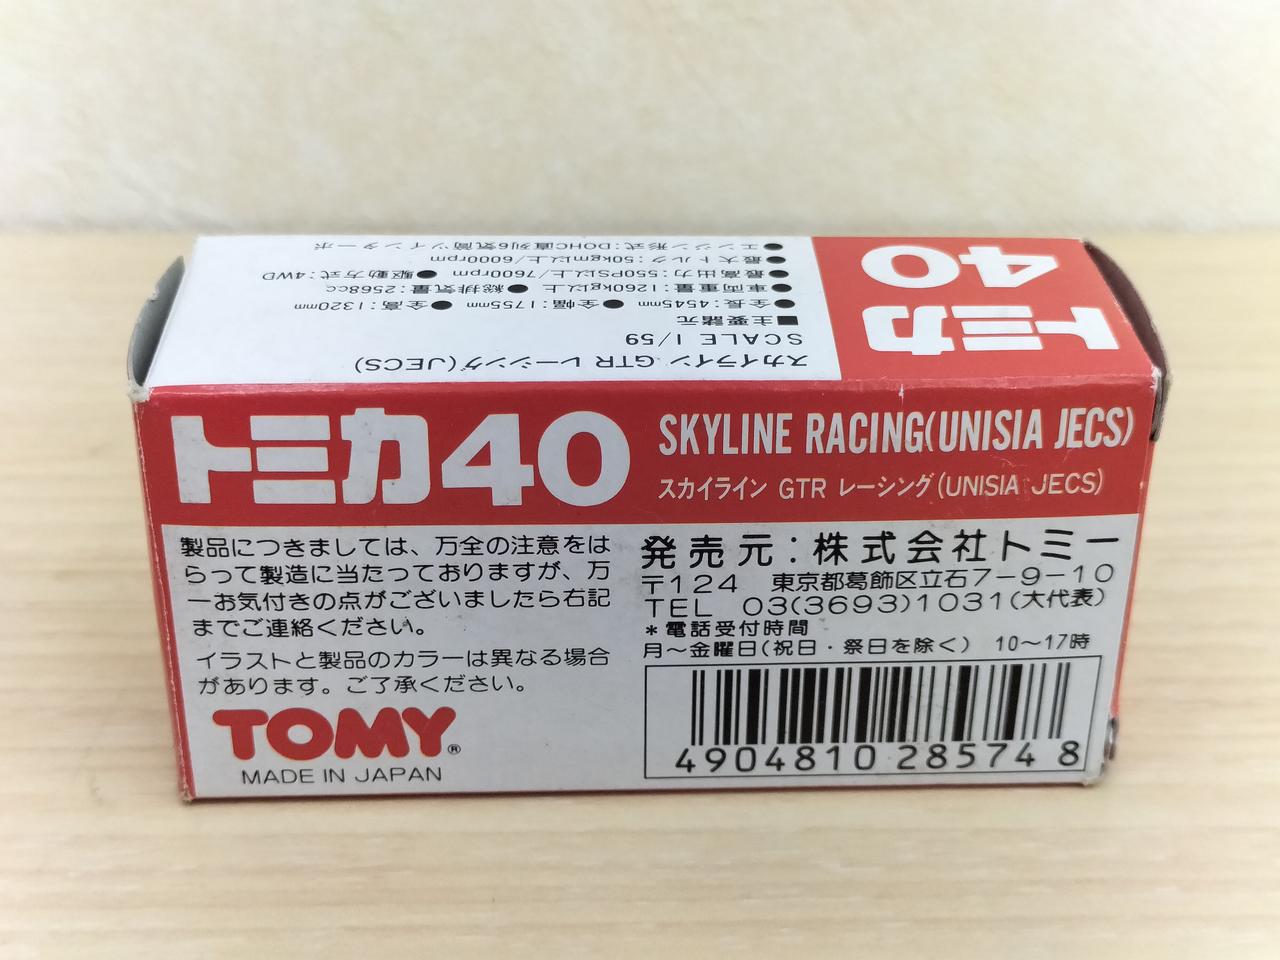 トミカ
40
スカイライン GTR レーシング(JECS)
SCALE 1/59
■主要諸元
●全長:4545mm ●全幅:1755mm ●全高:1320mm
●車両重量:1260kg以上 ●総排気量:2568cc
●最高出力:550PS以上/7600rpm ●駆動方式:4WD
●最大トルク:50kgm以上/6000rpm
●エンジン形式:DOHC直列6気筒ツインターボ
トミカ40
SKYLINE RACING(UNISIA JECS)
スカイライン GTR レーシング(UNISIA JECS)
製品につきましては、万全の注意をは
らって製造に当たっておりますが、万
一お気付きの点がございましたら右記
までご連絡ください。
イラストと製品のカラーは異なる場合
があります。ご了承ください。
TOMY®
MADE IN JAPAN
発売元:株式会社トミー
〒124 東京都葛飾区立石7-9-10
TEL 03(3693)1031(大代表)
*電話受付時間
月~金曜日(祝日・祭日を除く) 10~17時
4904810 285748